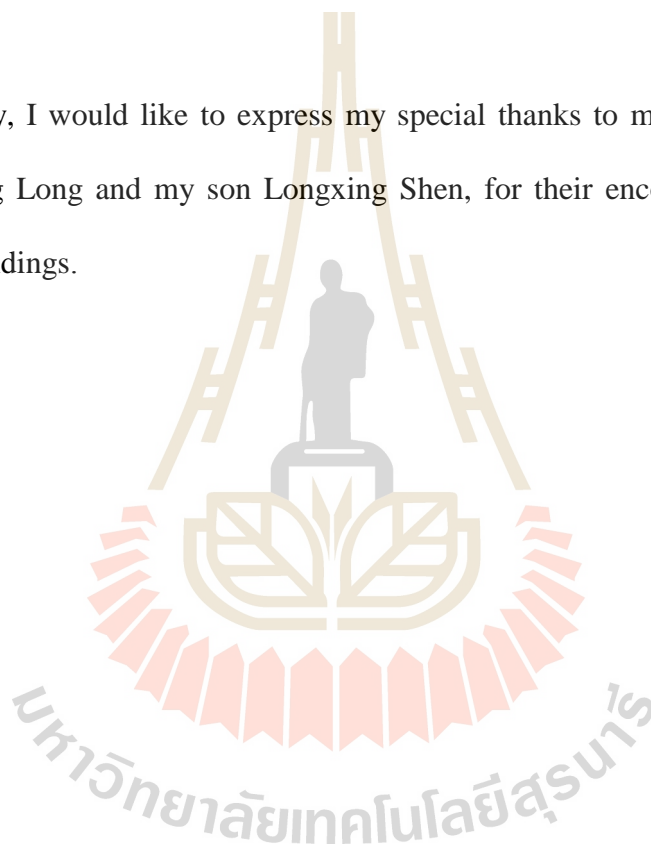 I would like to express my special thanks to
Long and my son Longxing Shen, for their
มหาวิทยาลัยเทคโนโลยีสุรนารี